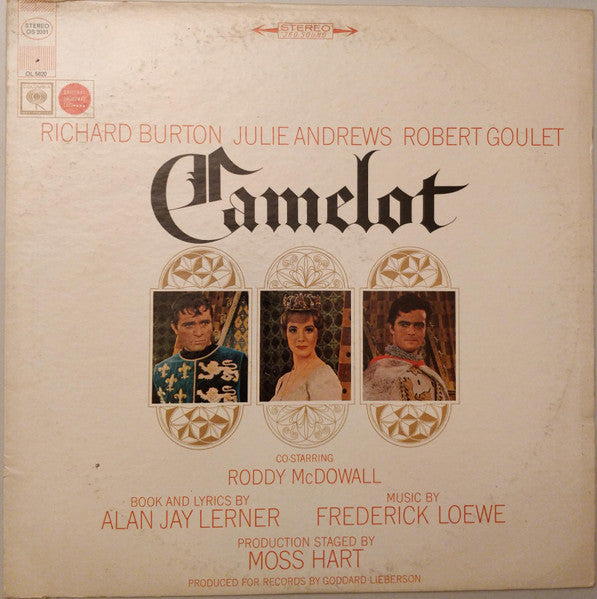 STEREO
OS 2031
OL 5620
STEREO
360 SOUND
RICHARD BURTON JULIE ANDREWS ROBERT GOULET
Camelot
CO-STARRING
RODDY McDOWALL
BOOK AND LYRICS BY
ALAN JAY LERNER
MUSIC BY
FREDERICK LOEWE
PRODUCTION STAGED BY
MOSS HART
PRODUCED FOR RECORDS BY GODDARD LIEBERSON